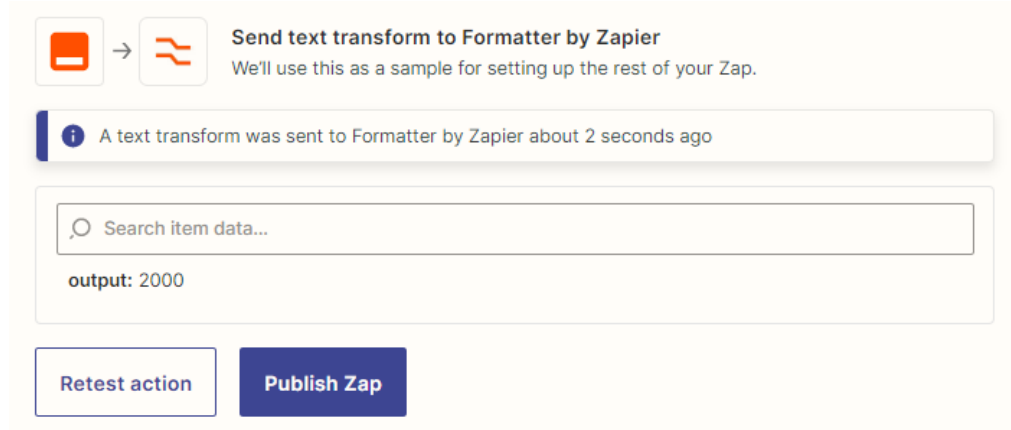 Send text transform to Formatter by Zapier
We'll use this as a sample for setting up the rest of your Zap.
A text transform was sent to Formatter by Zapier about 2 seconds ago
Search item data...
output: 2000
Retest action
Publish Zap